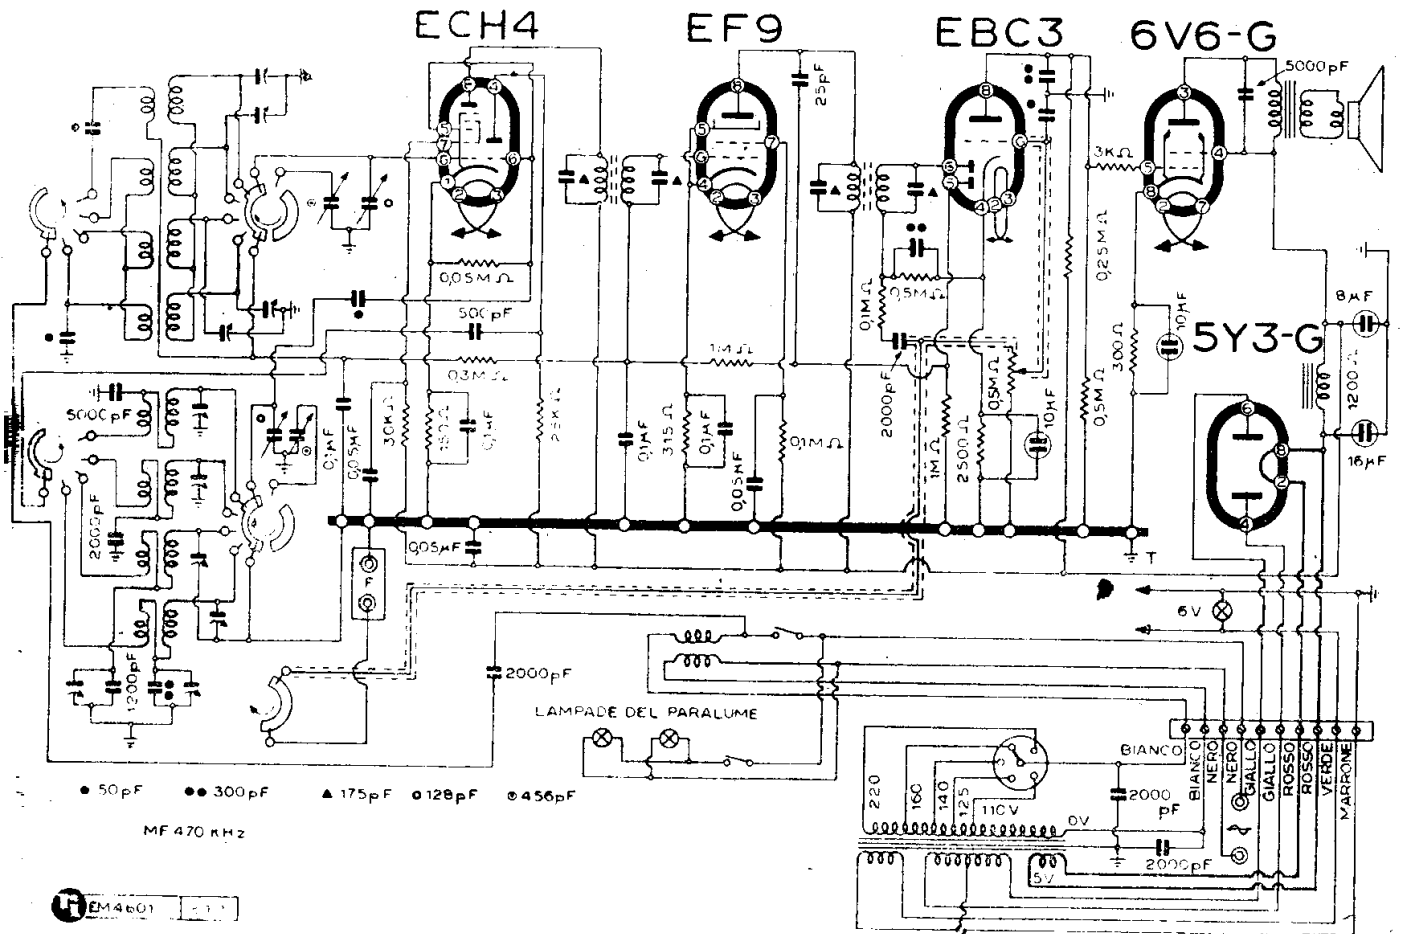 ECH4
EF9
EBC3
6V6-G
5000pF
25pF
3KΩ
0,05MΩ
500pF
0,5MΩ
0,1MΩ
0,25MΩ
10µF
8µF
5Y3-G
300Ω
1200Ω
1MΩ
0,3MΩ
2000pF
0,5MΩ
0,5MΩ
5000pF
0,1µF
0,05µF
30KΩ
0,1µF
25KΩ
0,1µF
315Ω
0,1µF
0,05µF
0,1MΩ
1MΩ
2500Ω
10µF
16µF
2000pF
0,05µF
T
F
6V
1200pF
2000pF
LAMPADE DEL PARALUME
BIANCO
BIANCO
NERO
NERO
GIALLO
GIALLO
ROSSO
ROSSO
VERDE
MARRONE
220
160
140
125
110V
0V
2000
pF
2000pF
5V
● 50pF ●● 300pF ▲ 175pF 128pF 456pF
MF 470 KHz
EM4601